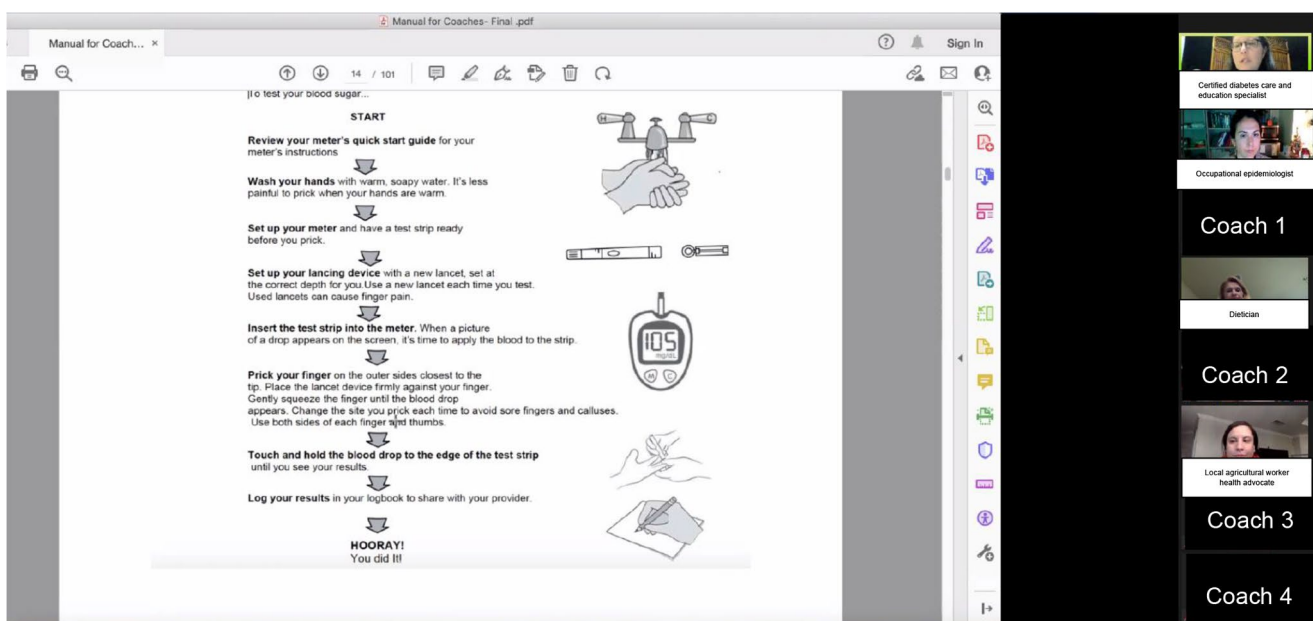 Manual for Coaches- Final .pdf
Manual for Coach... ×
Sign In
14 / 101
To test your blood sugar...
START
Review your meter's quick start guide for your
meter's instructions
Wash your hands with warm, soapy water. It's less
painful to prick when your hands are warm.
Set up your meter and have a test strip ready
before you prick.
Set up your lancing device with a new lancet, set at
the correct depth for you.Use a new lancet each time you test.
Used lancets can cause finger pain.
Insert the test strip into the meter. When a picture
of a drop appears on the screen, it's time to apply the blood to the strip.
Prick your finger on the outer sides closest to the
tip. Place the lancet device firmly against your finger.
Gently squeeze the finger until the blood drop
appears. Change the site you prick each time to avoid sore fingers and calluses.
Use both sides of each finger and thumbs.
Touch and hold the blood drop to the edge of the test strip
until you see your results.
Log your results in your logbook to share with your provider.
HOORAY!
You did It!
H
C
105
mg/dL
M
C
Certified diabetes care and
education specialist
Occupational epidemiologist
Coach 1
Dietician
Coach 2
Local agricultural worker
health advocate
Coach 3
Coach 4